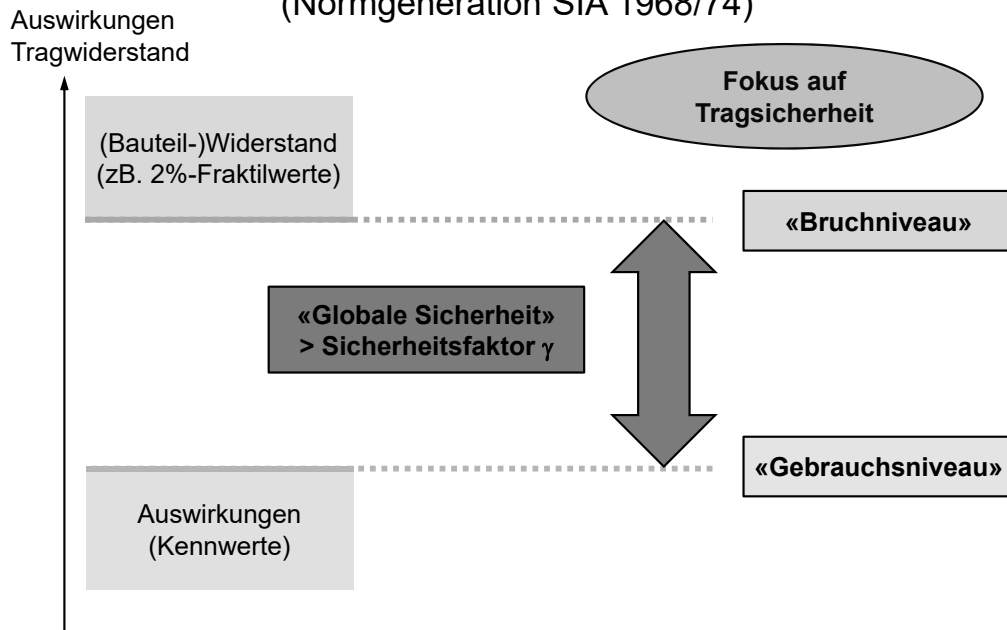 (Normgeneration SIA 1968/74)
Auswirkungen
Tragwiderstand
Fokus auf
Tragsicherheit
(Bauteil-)Widerstand
(zB. 2%-Fraktilwerte)
«Bruchniveau»
«Globale Sicherheit»
> Sicherheitsfaktor γ
«Gebrauchsniveau»
Auswirkungen
(Kennwerte)